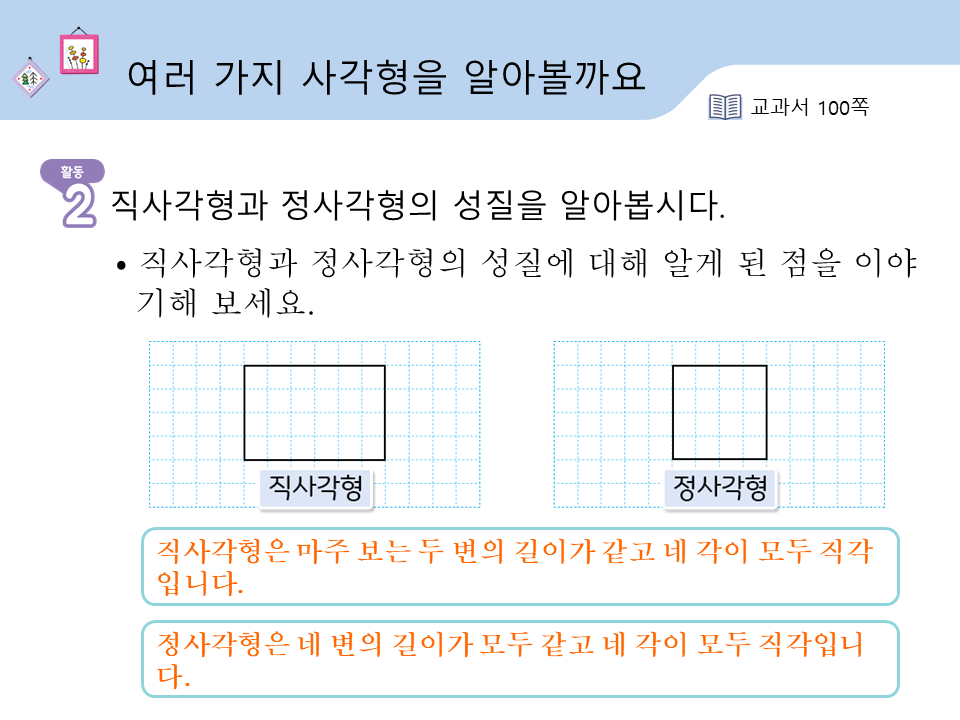 여러 가지 사각형을 알아볼까요
교과서 100쪽
활동
2
직사각형과 정사각형의 성질을 알아봅시다.
• 직사각형과 정사각형의 성질에 대해 알게 된 점을 이야
기해 보세요.
직사각형
정사각형
직사각형은 마주 보는 두 변의 길이가 같고 네 각이 모두 직각
입니다.
정사각형은 네 변의 길이가 모두 같고 네 각이 모두 직각입니
다.